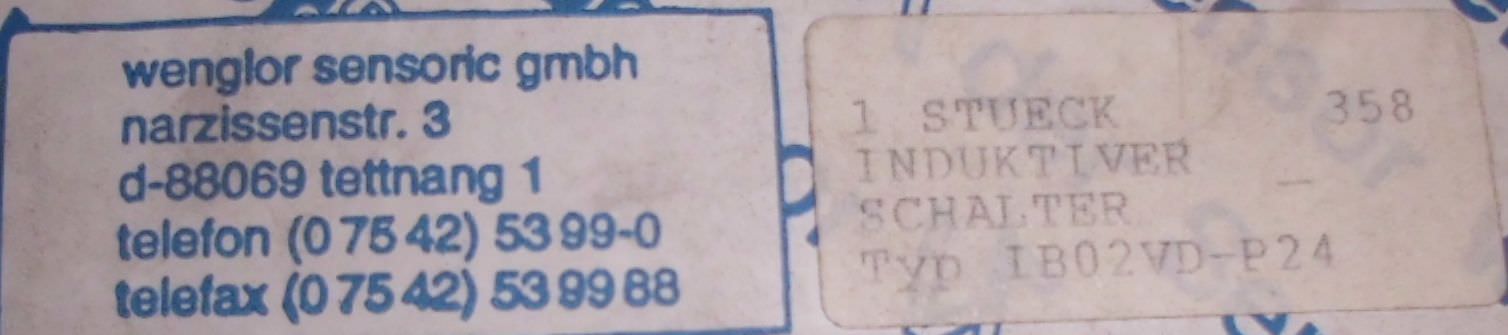 wenglor sensoric gmbh
narzissenstr. 3
d-88069 tettnang 1
telefon (0 75 42) 53 99-0
telefax (0 75 42) 53 99 88
1 STUECK 358
INDUKTIVER _
SCHALTER
Typ IB02VD-P24